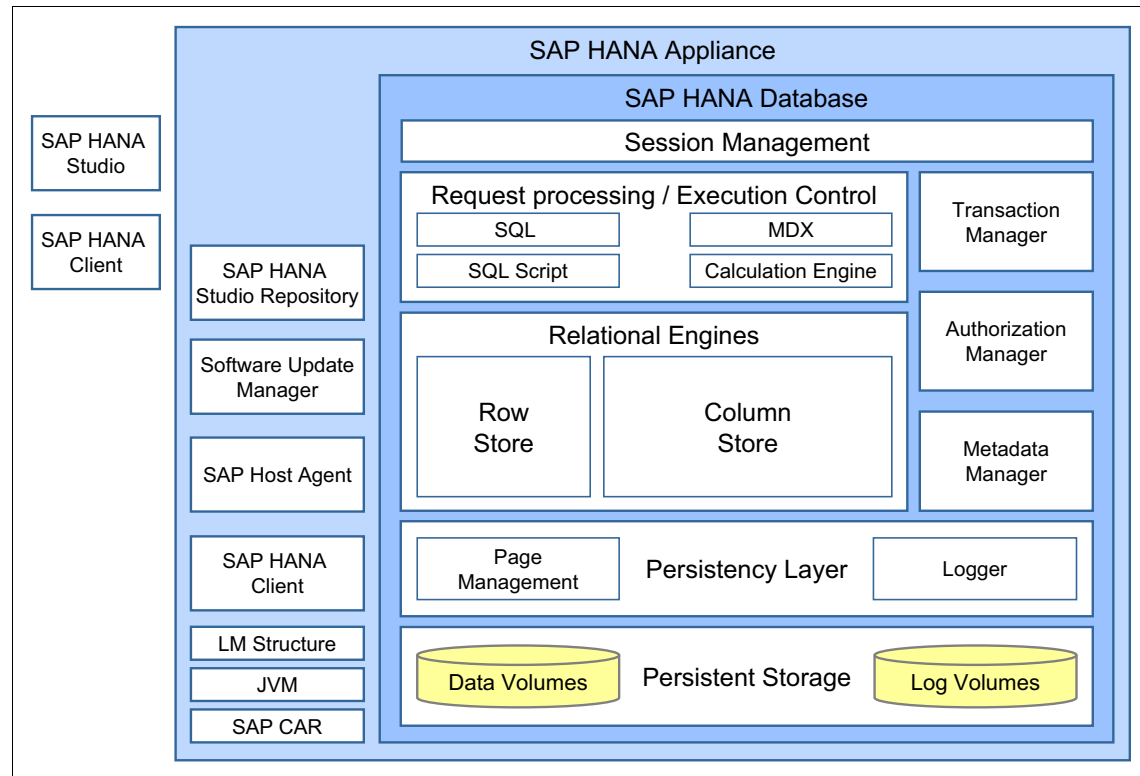 SAP HANA Appliance
SAP HANA Database
SAP HANA
Studio
SAP HANA
Client
SAP HANA
Studio Repository
Software Update
Manager
SAP Host Agent
SAP HANA
Client
LM Structure
JVM
SAP CAR
Session Management
Request processing / Execution Control
SQL
MDX
SQL Script
Calculation Engine
Transaction
Manager
Authorization
Manager
Metadada
Manager
Relational Engines
Row
Store
Column
Store
Page
Management
Persistency Layer
Logger
Data Volumes
Persistent Storage
Log Volumes